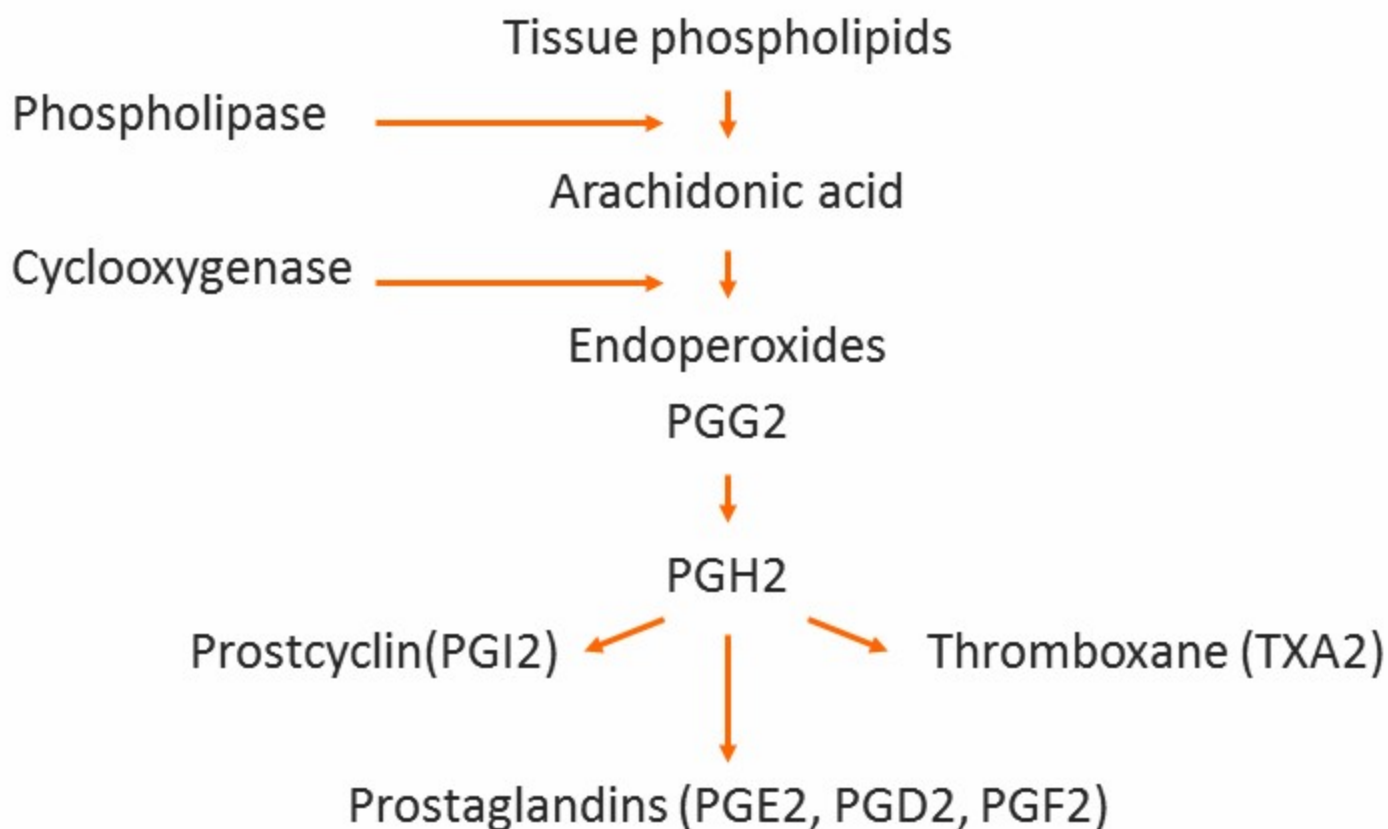 Tissue phospholipids
Phospholipase
Arachidonic acid
Cyclooxygenase
Endoperoxides
PGG2
PGH2
Prostcyclin(PGI2)
Thromboxane (TXA2)
Prostaglandins (PGE2, PGD2, PGF2)